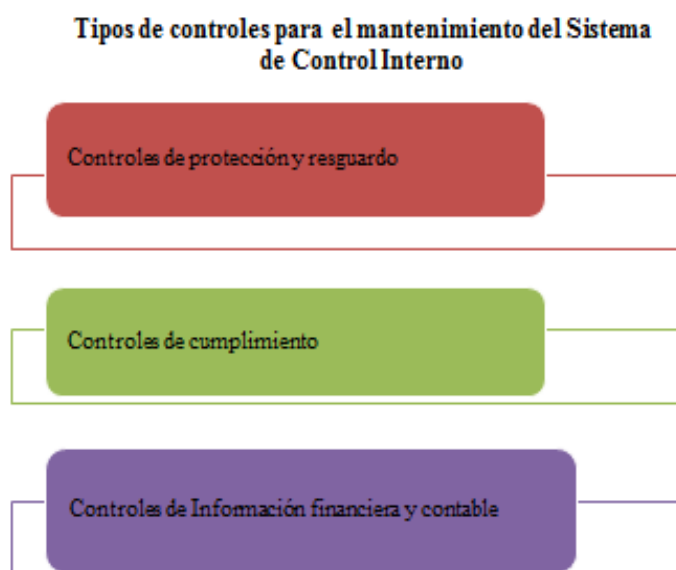 Tipos de controles para el mantenimiento del Sistema
de Control Interno
Controles de protección y resguardo
Controles de cumplimiento
Controles de Información financiera y contable